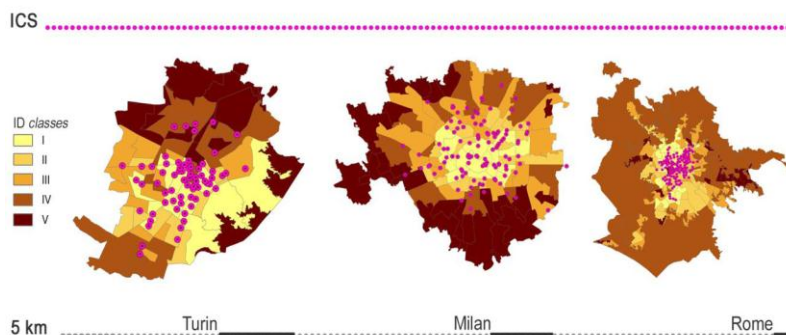 ICS
ID classes
I
II
III
IV
V
5 km
Turin
Milan
Rome